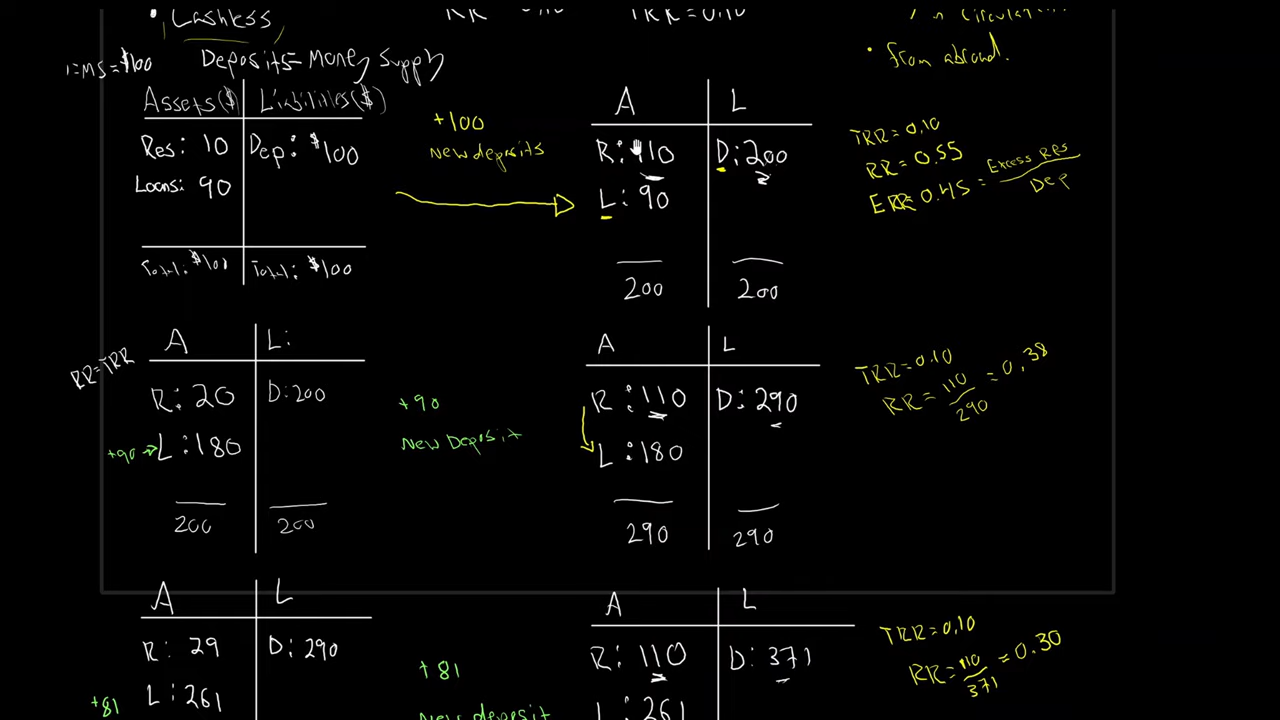 • Cashless
TRR=0.10
• from abroad.
MS=$100
Deposits=Money Supply
Assets($) Liabilities($)
Res: 10 Dep: $100
Loans: 90
Total: $100 Total: $100
+100
New deposits
A L
R: 110 D: 200
L: 90
200 200
TRR=0.10
RR=0.55
ERR=0.45=Excess RRs
Dep
RR=TRR
A L:
R: 20 D: 200
+90 → L: 180
200 200
+90
New Deposit
A L
R: 110 D: 290
L: 180
290 290
TRR=0.10
RR=110/290=0.38
A L
R: 29 D: 290
+81 L: 261
+81
New deposit
A L
R: 110 D: 371
L: 261
TRR=0.10
RR=110/371=0.30